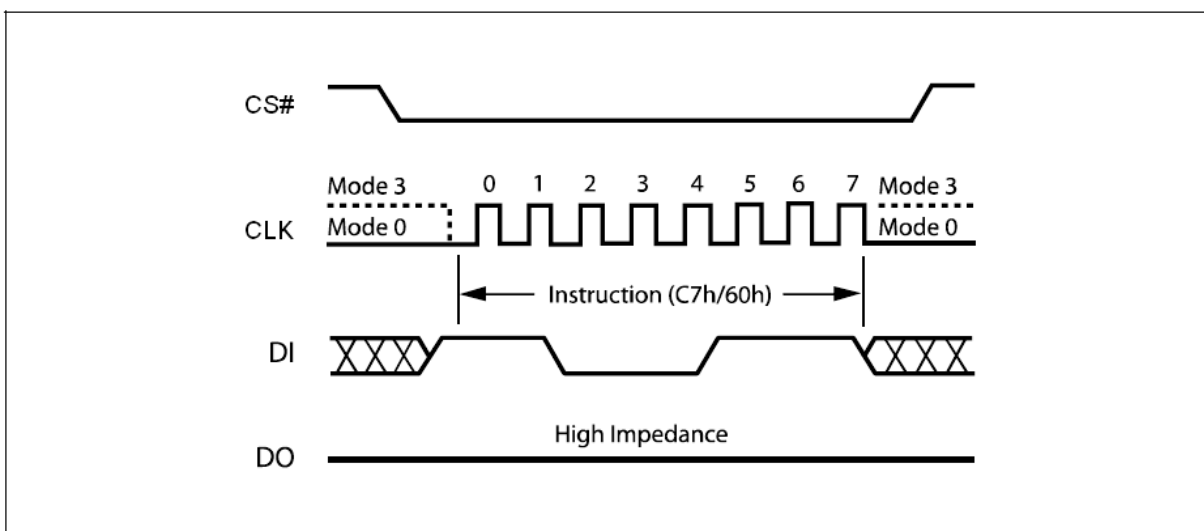 CS#
Mode 3 0 1 2 3 4 5 6 7 Mode 3
CLK Mode 0 Mode 0
Instruction (C7h/60h)
DI
High Impedance
DO